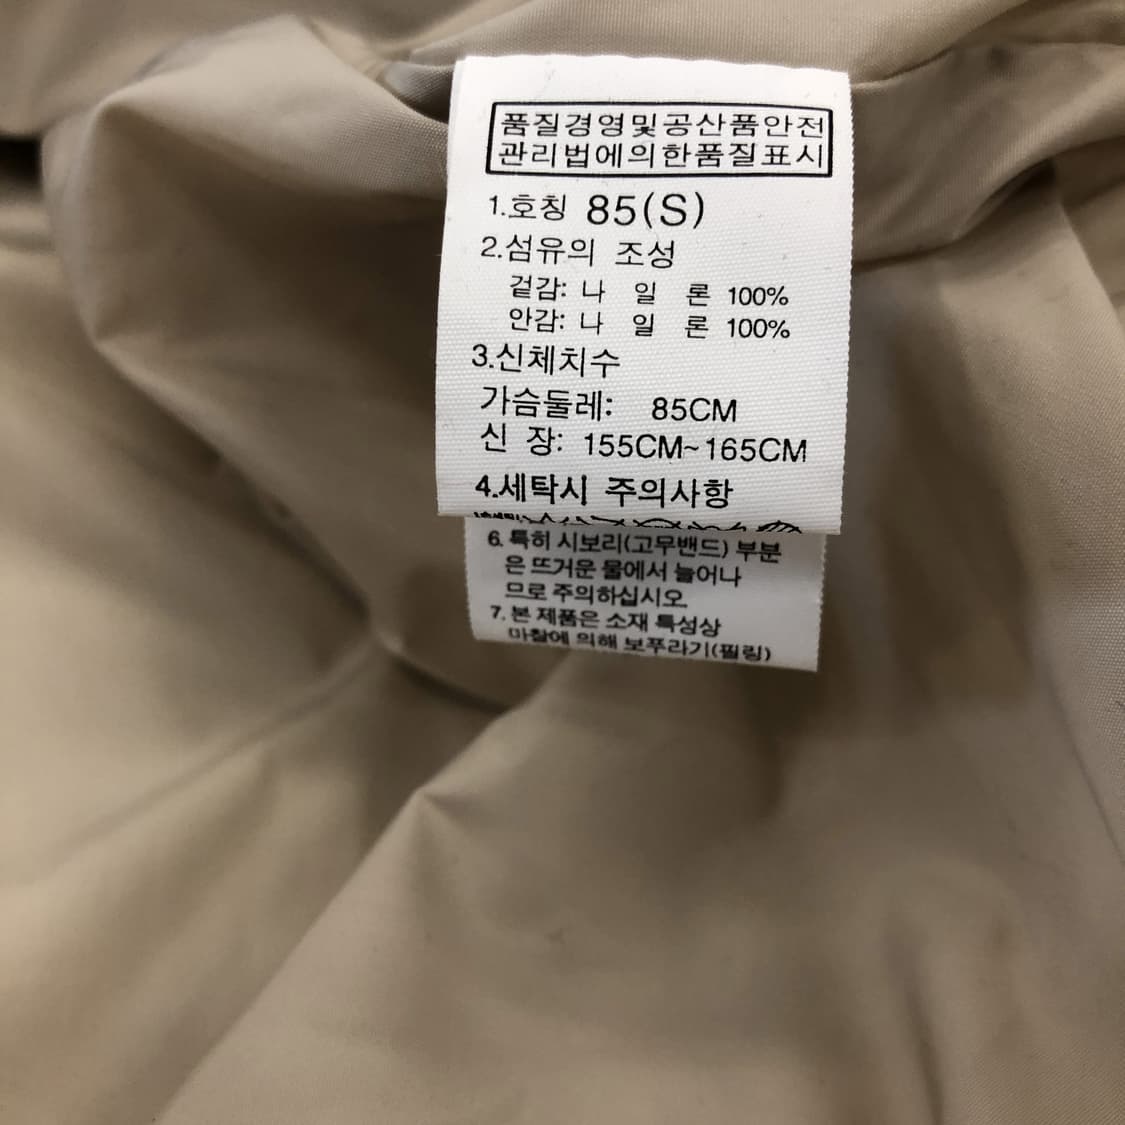 품질경영및공산품안전
관리법에의한품질표시
1.호칭 85(S)
2.섬유의 조성
겉감: 나 일 론 100%
안감: 나 일 론 100%
3.신체치수
가슴둘레: 85CM
신 장: 155CM~165CM
4.세탁시 주의사항
6. 특히 시보리(고무밴드) 부분
은 뜨거운 물에서 늘어나
므로 주의하십시오.
7. 본 제품은 소재 특성상
마찰에 의해 보푸라기(필링)